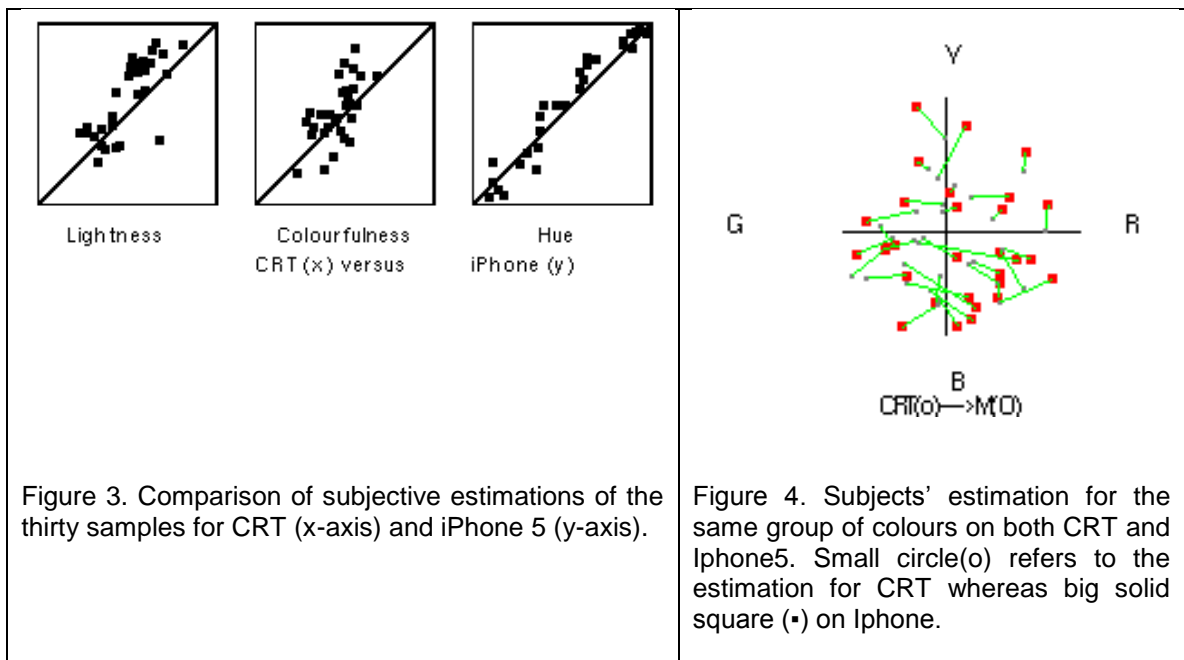 Lightness
Colourfulness
Hue
CRT (x) versus
iPhone (y)
Figure 3. Comparison of subjective estimations of the
thirty samples for CRT (x-axis) and iPhone 5 (y-axis).
Y
G
R
B
CRT(o)—>M(O)
Figure 4. Subjects’ estimation for the
same group of colours on both CRT and
Iphone5. Small circle(o) refers to the
estimation for CRT whereas big solid
square (▪) on Iphone.